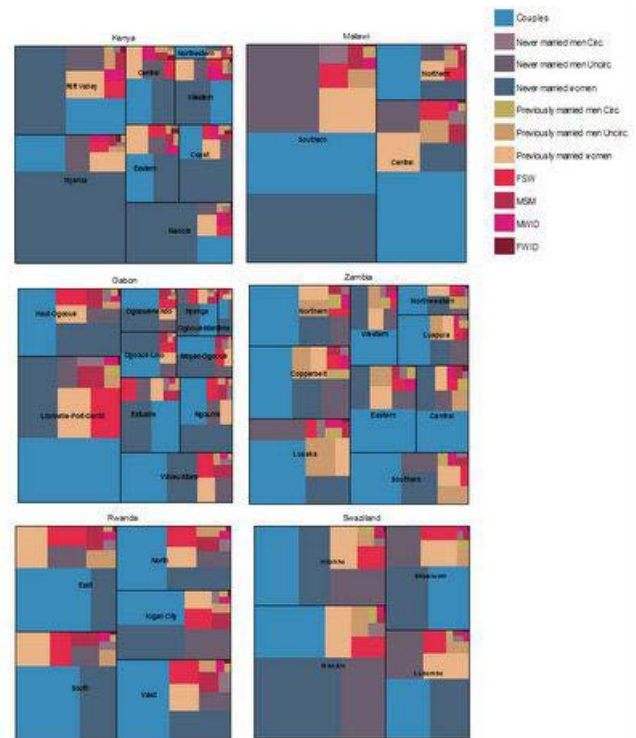 Kenya
Malawi
Couples
Never married men Circ.
Never married men Uncirc.
Never married women
Previously married men Circ.
Previously married men Uncirc.
Previously married women
FSW
MSM
MWID
FWID
Northeastern
Rift Valley
Central
Western
Nyanza
Eastern
Coast
Nairobi
Northern
Southern
Central
Gabon
Zambia
Haut-Ogooue
Nyanga
Ogooue-Maritime
Ogooue-Lolo
Moyen-Ogooue
Libreville-Port-Gentil
Estuaire
Ngounie
Woleu-Ntem
Northern
Western
Northwestern
Luapula
Copperbelt
Eastern
Central
Lusaka
Southern
Rwanda
Swaziland
East
North
Kigali City
South
West
Hhohho
Manzini
Lubombo